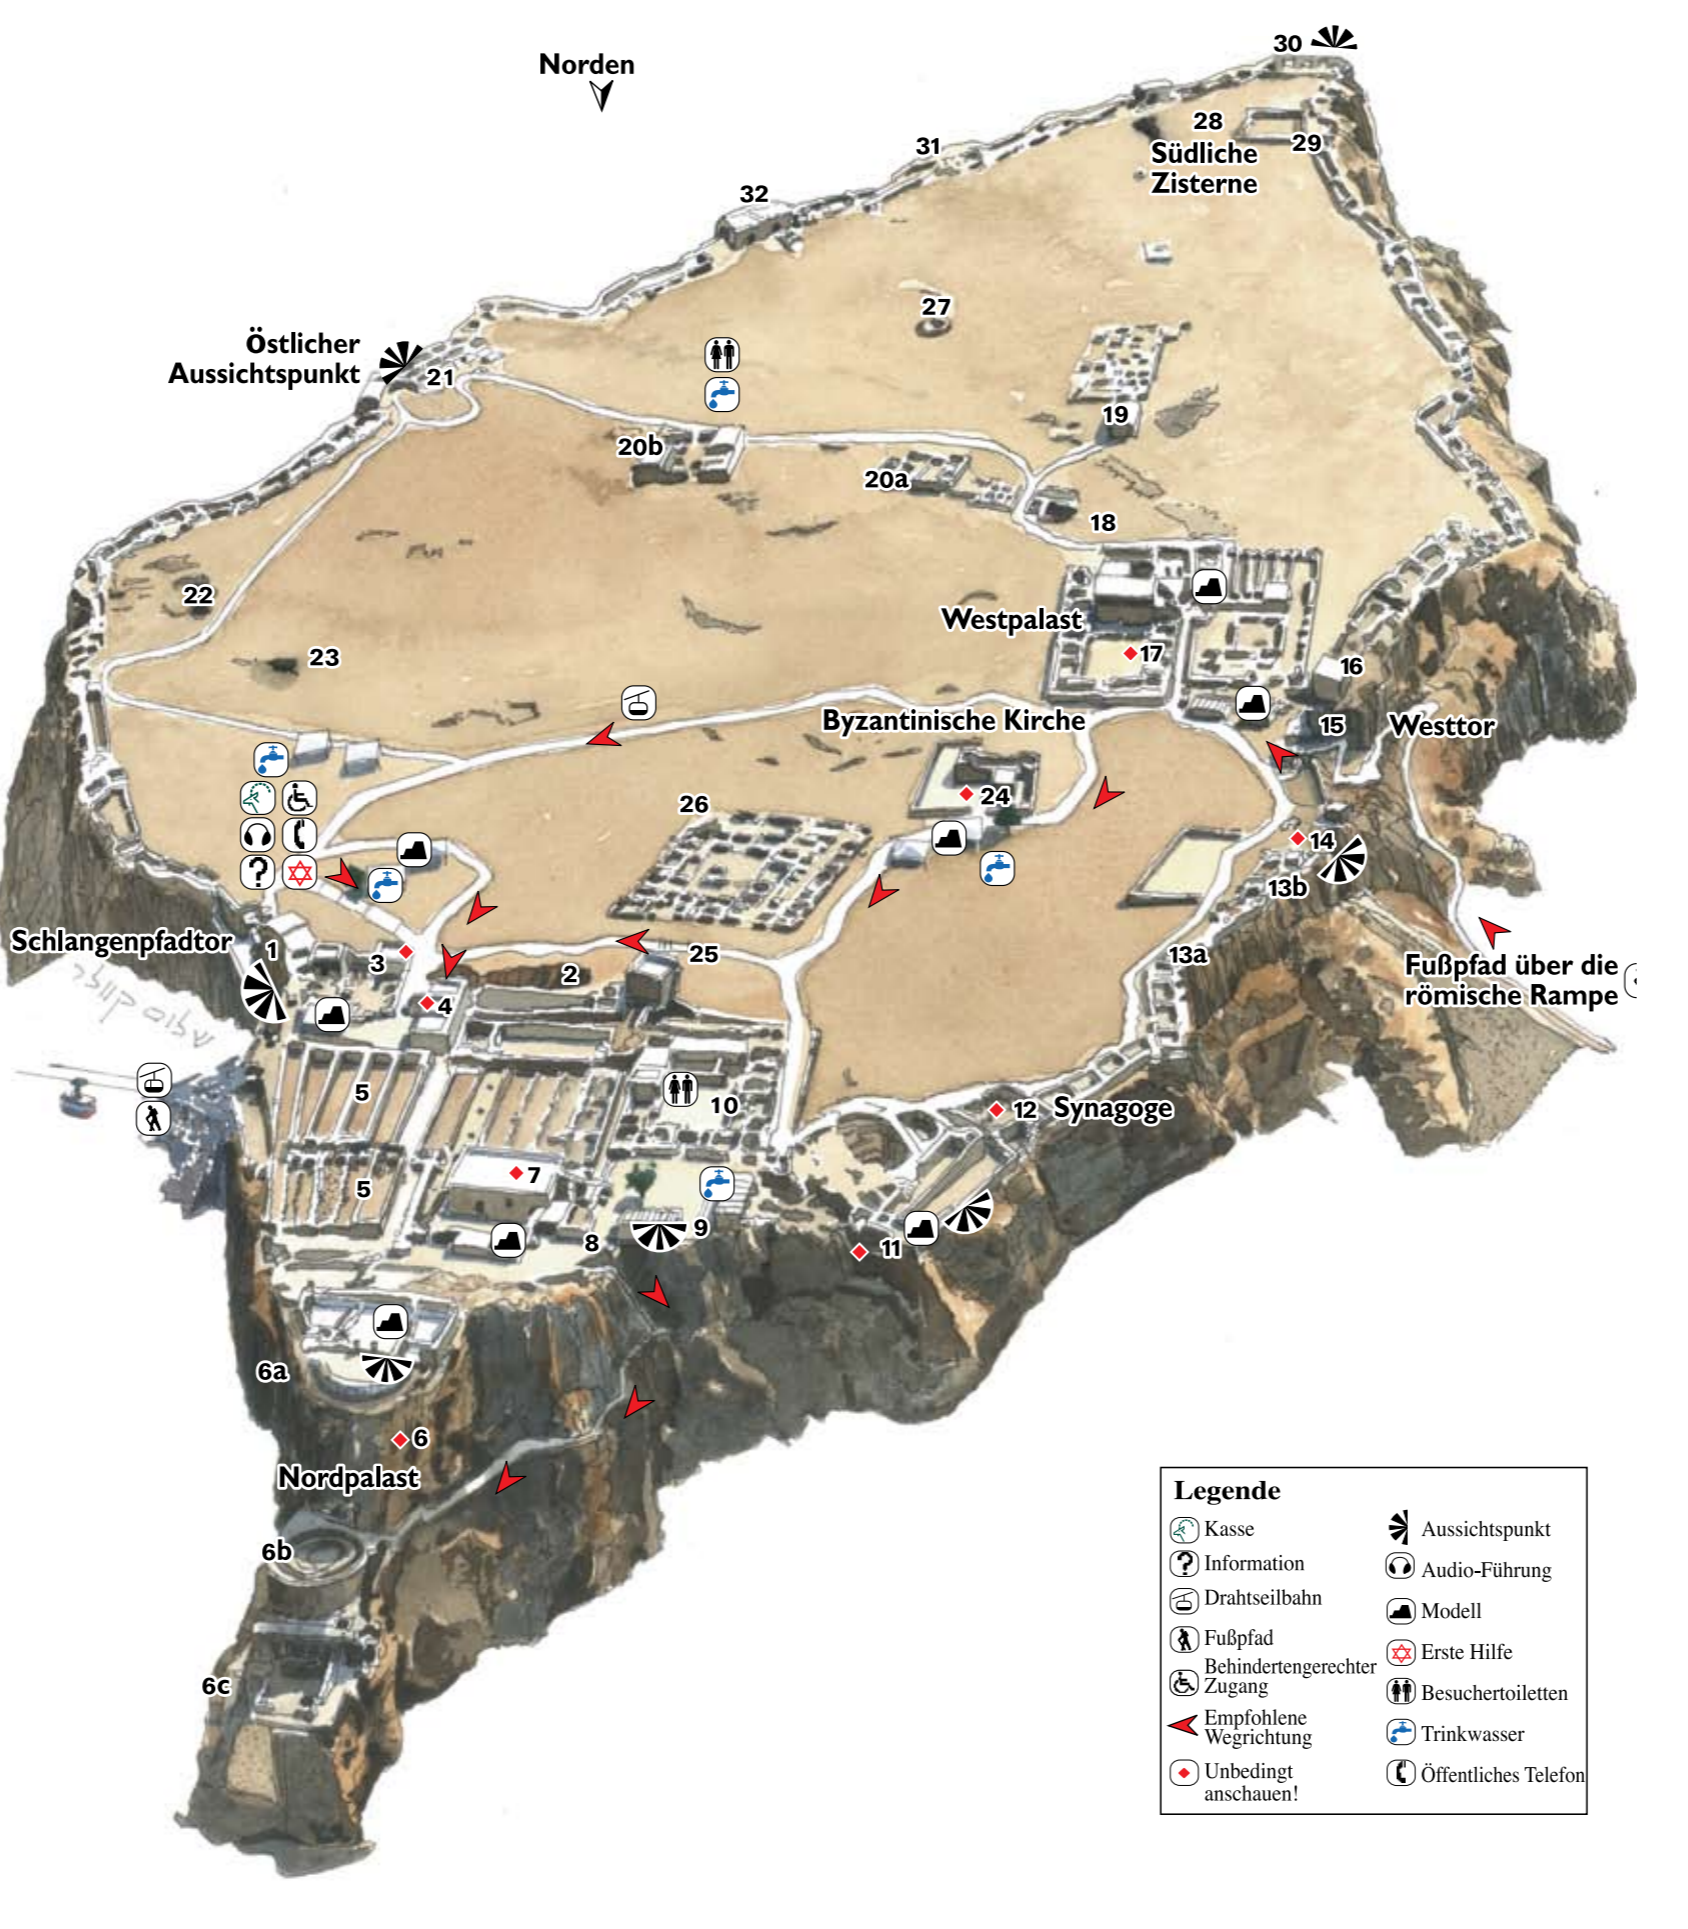 Norden
30
28
Südliche
Zisterne
29
31
32
27
Östlicher
Aussichtspunkt
21
19
20b
20a
18
22
Westpalast
23
17
16
Byzantinische Kirche
15
Westtor
26
24
14
13b
Schlangenpfadtor
1
3
2
25
13a
Fußpfad über die
römische Rampe
4
5
10
12
Synagoge
7
5
8
9
11
6a
6
Nordpalast
6b
6c
Legende
Kasse
Information
Drahtseilbahn
Fußpfad
Behindertengerechter
Zugang
Empfohlene
Wegrichtung
Unbedingt
anschauen!
Aussichtspunkt
Audio-Führung
Modell
Erste Hilfe
Besuchertoiletten
Trinkwasser
Öffentliches Telefon